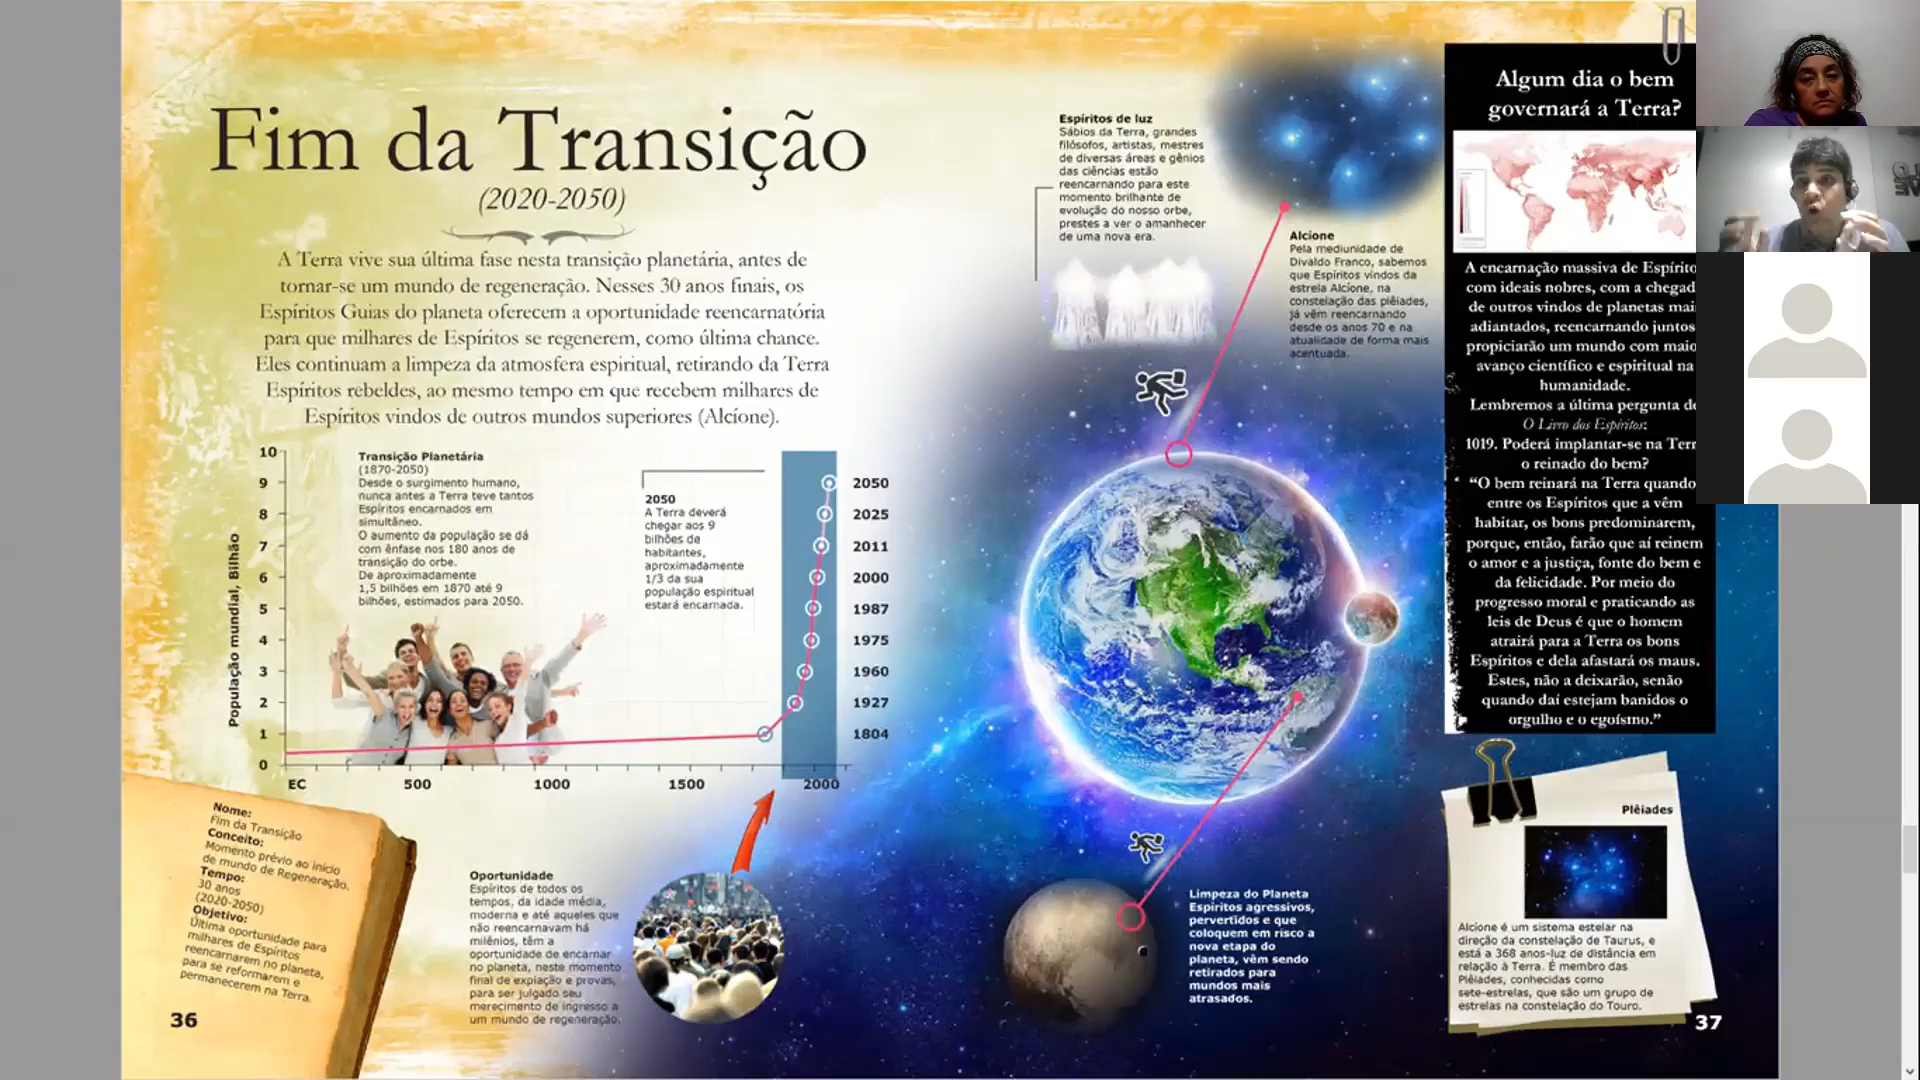 Fim da Transição
(2020-2050)
A Terra vive sua última fase nesta transição planetária, antes de
tornar-se um mundo de regeneração. Nesses 30 anos finais, os
Espíritos Guias do planeta oferecem a oportunidade reencarnatória
para que milhares de Espíritos se regenerem, como última chance.
Eles continuam a limpeza da atmosfera espiritual, retirando da Terra
Espíritos rebeldes, ao mesmo tempo em que recebem milhares de
Espíritos vindos de outros mundos superiores (Alcíone).
População mundial, Bilhão
10
9
8
7
6
5
4
3
2
1
0
EC
500
1000
1500
2000
Transição Planetária
(1870-2050)
Desde o surgimento humano,
nunca antes a Terra teve tantos
Espíritos encarnados em
simultâneo.
O aumento da população se dá
com ênfase nos 180 anos de
transição do orbe.
De aproximadamente
1,5 bilhões em 1870 até 9
bilhões, estimados para 2050.
2050
A Terra deverá
chegar aos 9
bilhões de
habitantes,
aproximadamente
1/3 da sua
população espiritual
estará encarnada.
2050
2025
2011
2000
1987
1975
1960
1927
1804
Nome:
Fim da Transição
Conceito:
Momento prévio ao início
de mundo de Regeneração.
Tempo:
30 anos
(2020-2050)
Objetivo:
Última oportunidade para
milhares de Espíritos
reencarnarem no planeta,
para se reformarem e
permanecerem na Terra.
36
Oportunidade
Espíritos de todos os
tempos, da idade média,
moderna e até aqueles que
não reencarnavam há
milênios, têm a
oportunidade de encarnar
no planeta, neste momento
final de expiação e provas,
para ser julgado seu
merecimento de ingresso a
um mundo de regeneração.
Espíritos de luz
Sábios da Terra, grandes
filósofos, artistas, mestres
de diversas áreas e gênios
das ciências estão
reencarnando para este
momento brilhante de
evolução do nosso orbe,
prestes a ver o amanhecer
de uma nova era.
Alcione
Pela mediunidade de
Divaldo Franco, sabemos
que Espíritos vindos da
estrela Alcíone, na
constelação das plêiades,
já vêm reencarnando
desde os anos 70 e na
atualidade de forma mais
acentuada.
Limpeza do Planeta
Espíritos agressivos,
pervertidos e que
coloquem em risco a
nova etapa do
planeta, vêm sendo
retirados para
mundos mais
atrasados.
Algum dia o bem
governará a Terra?
A encarnação massiva de Espírito
com ideais nobres, com a chegad
de outros vindos de planetas mai
adiantados, reencarnando juntos
propiciarão um mundo com maio
avanço científico e espiritual na
humanidade.
Lembremos a última pergunta de
O Livro dos Espíritos:
1019. Poderá implantar-se na Terr
o reinado do bem?
“O bem reinará na Terra quando
entre os Espíritos que a vêm
habitar, os bons predominarem,
porque, então, farão que aí reinem
o amor e a justiça, fonte do bem e
da felicidade. Por meio do
progresso moral e praticando as
leis de Deus é que o homem
atrairá para a Terra os bons
Espíritos e dela afastará os maus.
Estes, não a deixarão, senão
quando daí estejam banidos o
orgulho e o egoísmo.”
Plêiades
Alcíone é um sistema estelar na
direção da constelação de Taurus, e
está a 368 anos-luz de distância em
relação à Terra. É membro das
Plêiades, conhecidas como
sete-estrelas, que são um grupo de
estrelas na constelação do Touro.
37